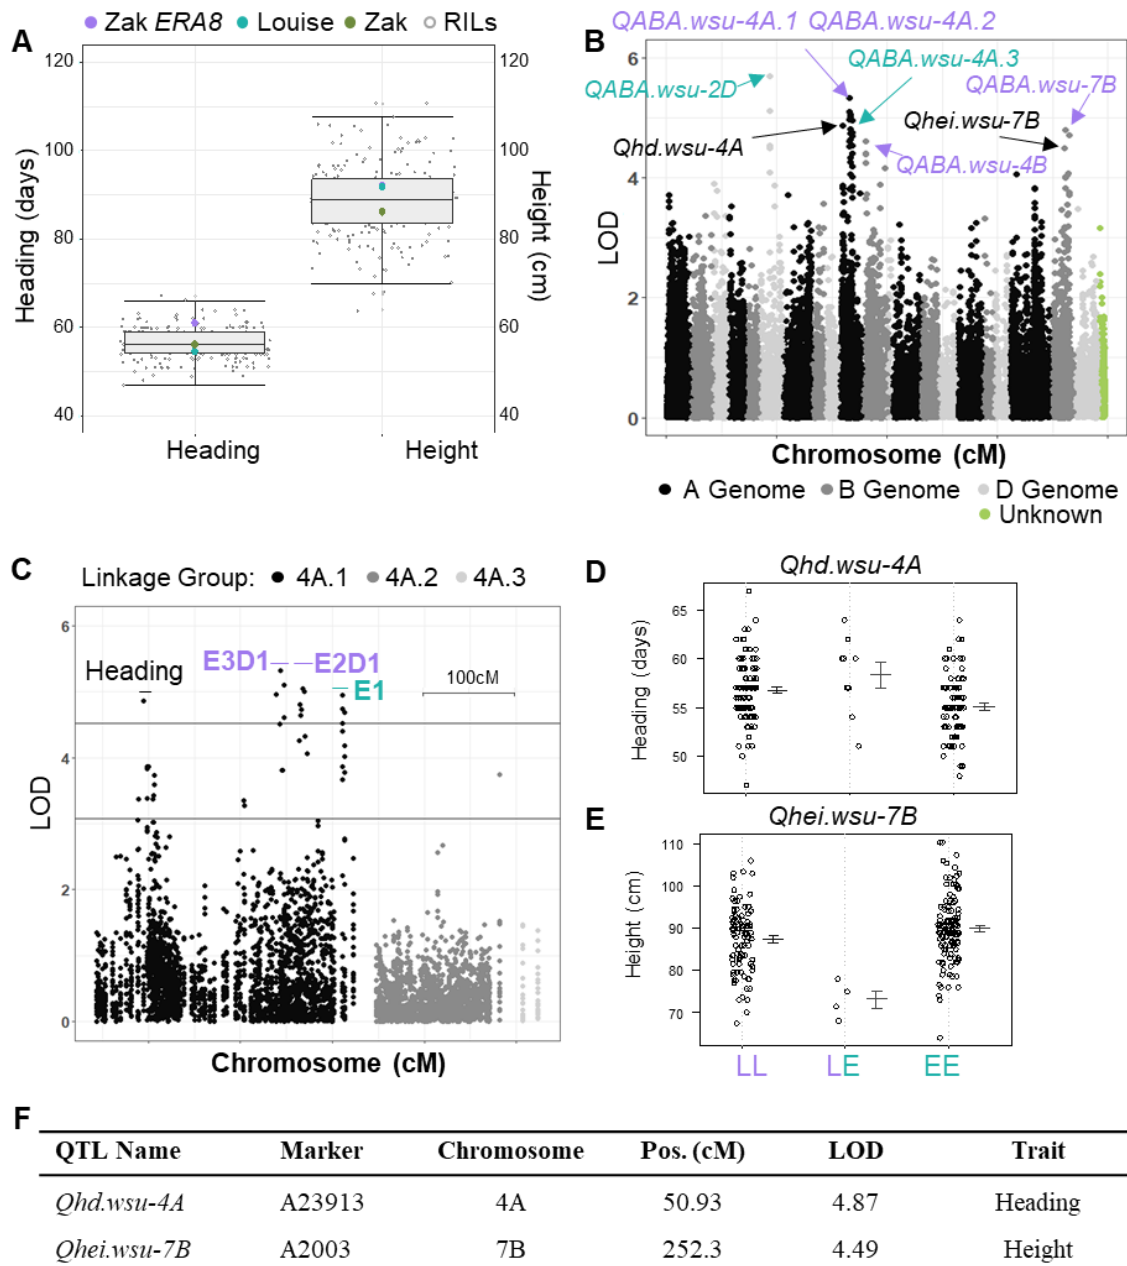 Zak ERA8 Louise Zak RILs
A
120
100
80
60
40
Heading (days)
120
100
80
60
40
Height (cm)
Heading Height
B
QABA.wsu-4A.1 QABA.wsu-4A.2
QABA.wsu-4A.3
QABA.wsu-2D
QABA.wsu-7B
Qhd.wsu-4A
Qhei.wsu-7B
QABA.wsu-4B
6
4
2
0
LOD
Chromosome (cM)
A Genome B Genome D Genome
Unknown
C
Linkage Group: 4A.1 4A.2 4A.3
6
4
2
0
LOD
Heading
E3D1 E2D1
E1
100cM
Chromosome (cM)
D
Qhd.wsu-4A
65
60
55
50
Heading (days)
E
Qhei.wsu-7B
110
100
90
80
70
Height (cm)
LL LE EE
F
QTL Name Marker Chromosome Pos. (cM) LOD Trait
Qhd.wsu-4A A23913 4A 50.93 4.87 Heading
Qhei.wsu-7B A2003 7B 252.3 4.49 Height